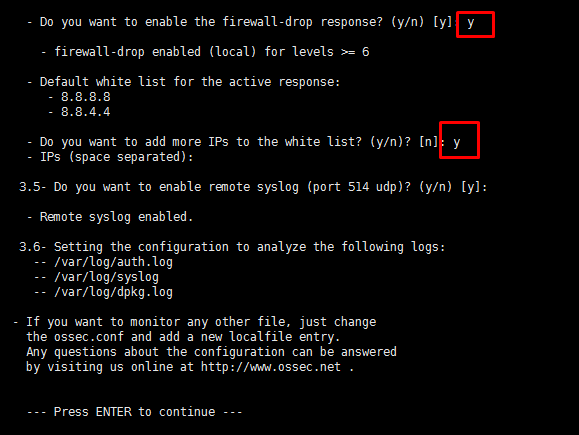 - Do you want to enable the firewall-drop response? (y/n) [y]: y
- firewall-drop enabled (local) for levels >= 6
- Default white list for the active response:
- 8.8.8.8
- 8.8.4.4
- Do you want to add more IPs to the white list? (y/n)? [n]: y
- IPs (space separated):
3.5- Do you want to enable remote syslog (port 514 udp)? (y/n) [y]:
- Remote syslog enabled.
3.6- Setting the configuration to analyze the following logs:
-- /var/log/auth.log
-- /var/log/syslog
-- /var/log/dpkg.log
- If you want to monitor any other file, just change
the ossec.conf and add a new localfile entry.
Any questions about the configuration can be answered
by visiting us online at http://www.ossec.net .
--- Press ENTER to continue ---